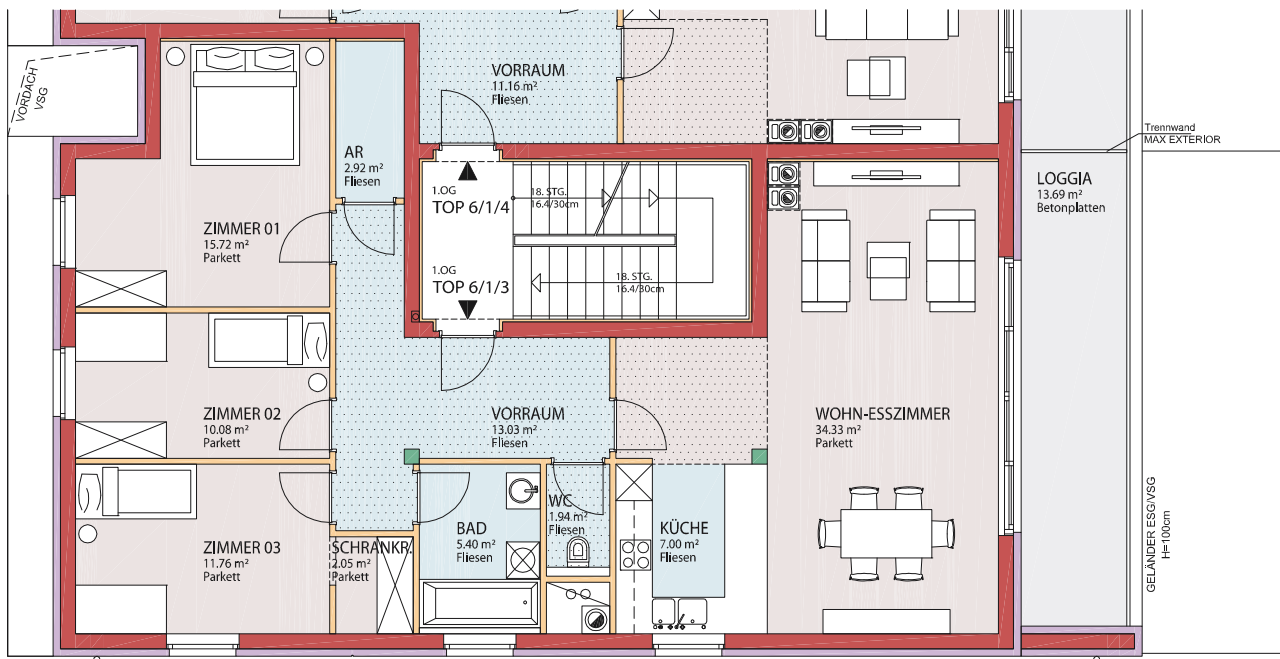 VORDACH
VSG
VORRAUM
11.16 m²
Fliesen
Trennwand
MAX EXTERIOR
AR
2.92 m²
Fliesen
1.OG
TOP 6/1/4
18. STG.
16.4/30cm
LOGGIA
13.69 m²
Betonplatten
ZIMMER 01
15.72 m²
Parkett
1.OG
TOP 6/1/3
18. STG.
16.4/30cm
ZIMMER 02
10.08 m²
Parkett
VORRAUM
13.03 m²
Fliesen
WOHN-ESSZIMMER
34.33 m²
Parkett
ZIMMER 03
11.76 m²
Parkett
SCHRANKR.
2.05 m²
Parkett
BAD
5.40 m²
Fliesen
WC
1.94 m²
Fliesen
KÜCHE
7.00 m²
Fliesen
GELÄNDER ESG/VSG
H=100cm